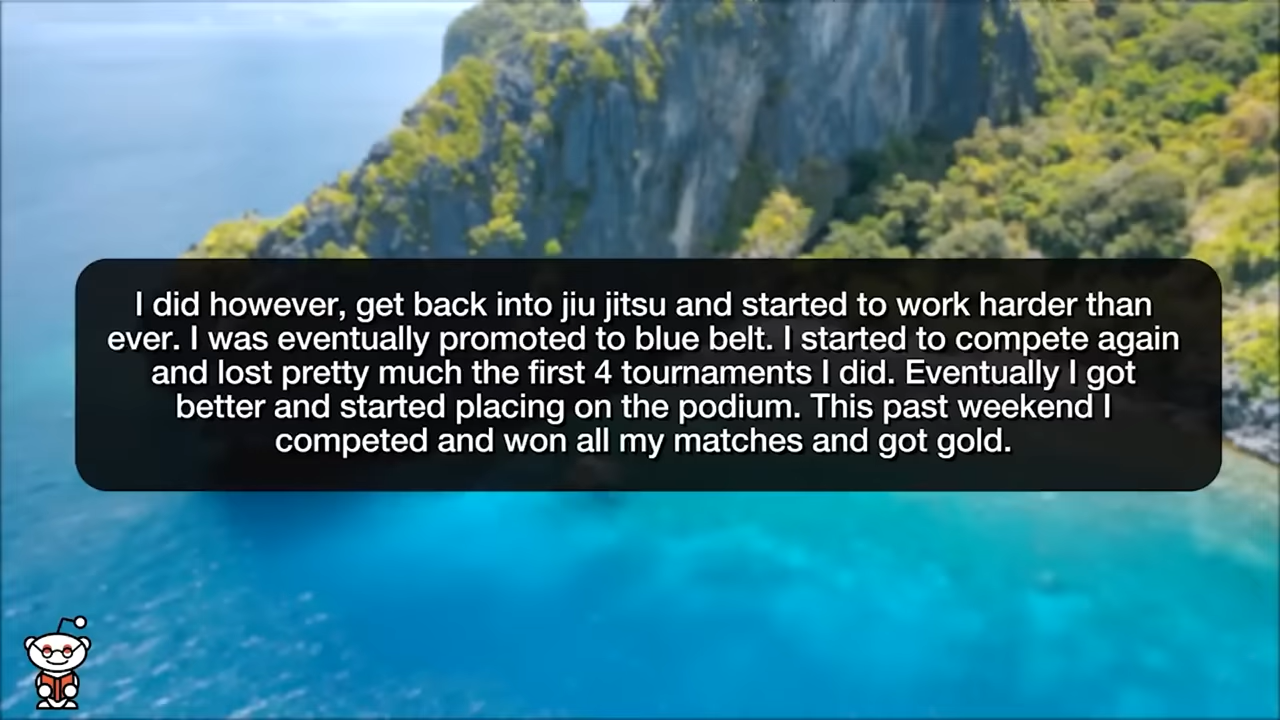 I did however, get back into jiu jitsu and started to work harder than
ever. I was eventually promoted to blue belt. I started to compete again
and lost pretty much the first 4 tournaments I did. Eventually I got
better and started placing on the podium. This past weekend I
competed and won all my matches and got gold.